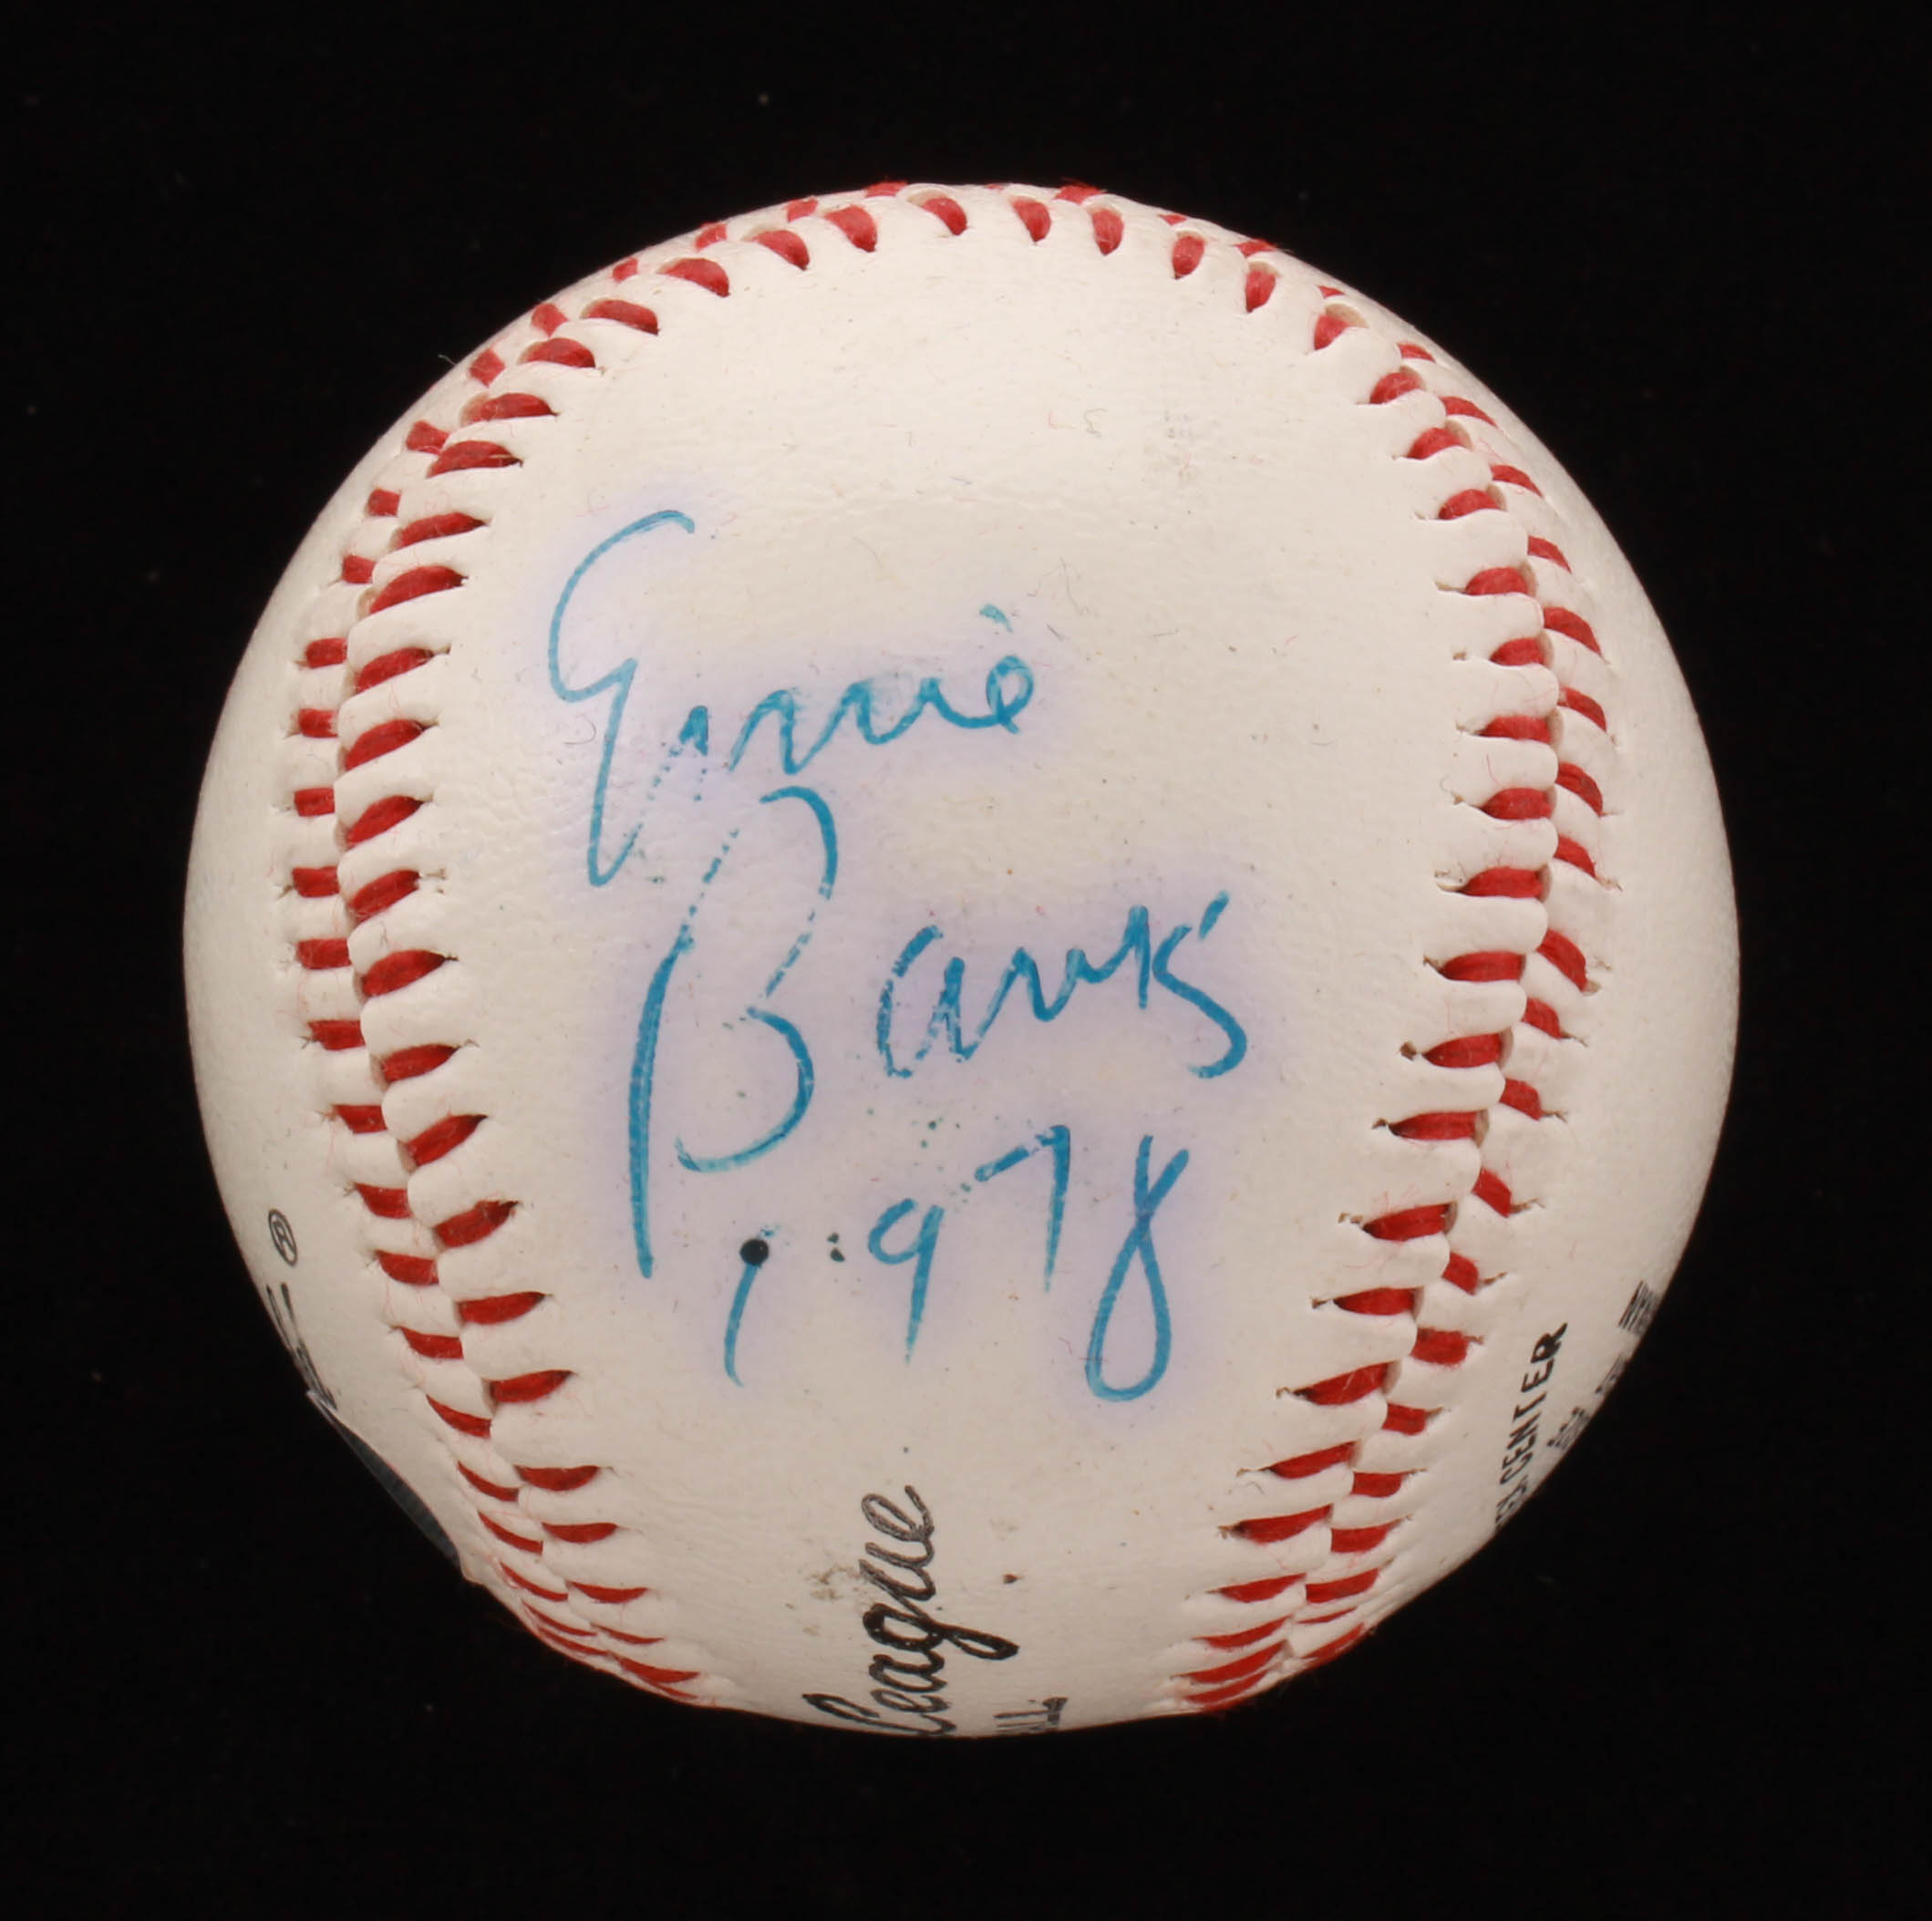 Ernie
Banks
1978
League
CENTER
®